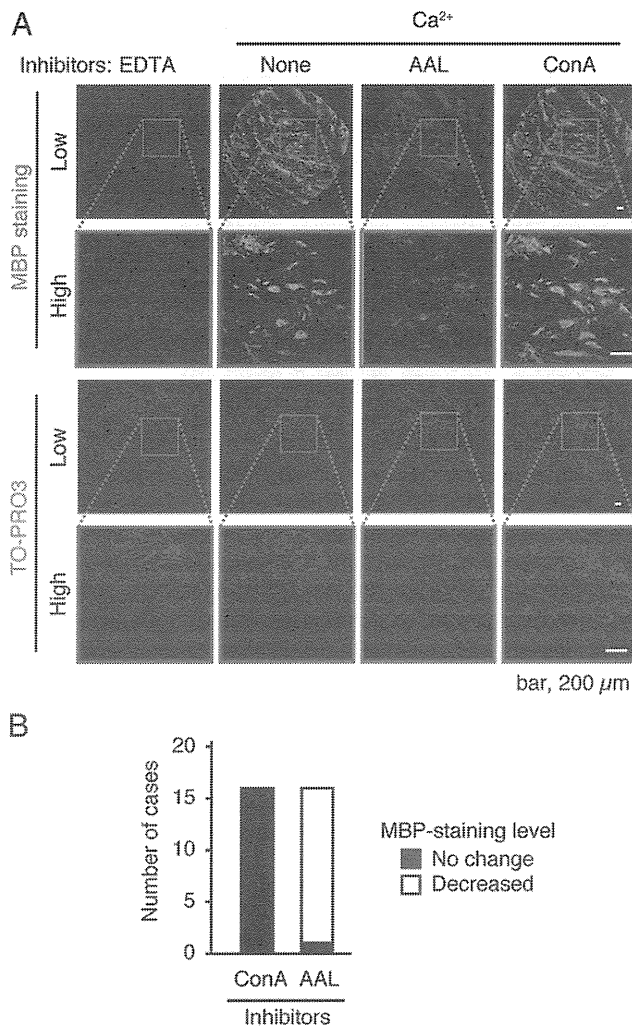 A
Ca²⁺
Inhibitors: EDTA None AAL ConA
MBP staining
Low
High
TO-PRO3
Low
High
bar, 200 µm
B
Number of cases
20
15
10
5
0
ConA AAL
Inhibitors
MBP-staining level
No change
Decreased